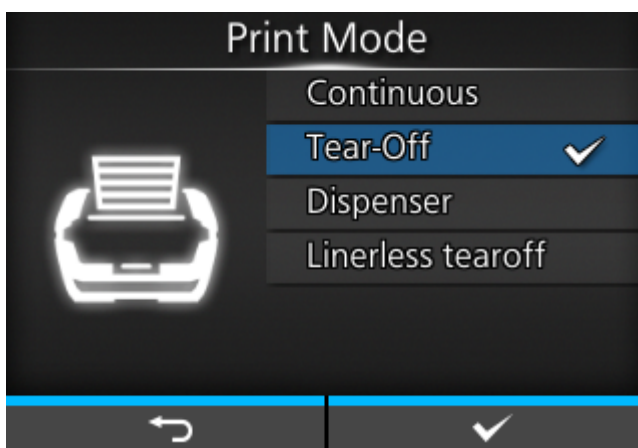 Print Mode
Continuous
Tear-Off
Dispenser
Linerless tearoff